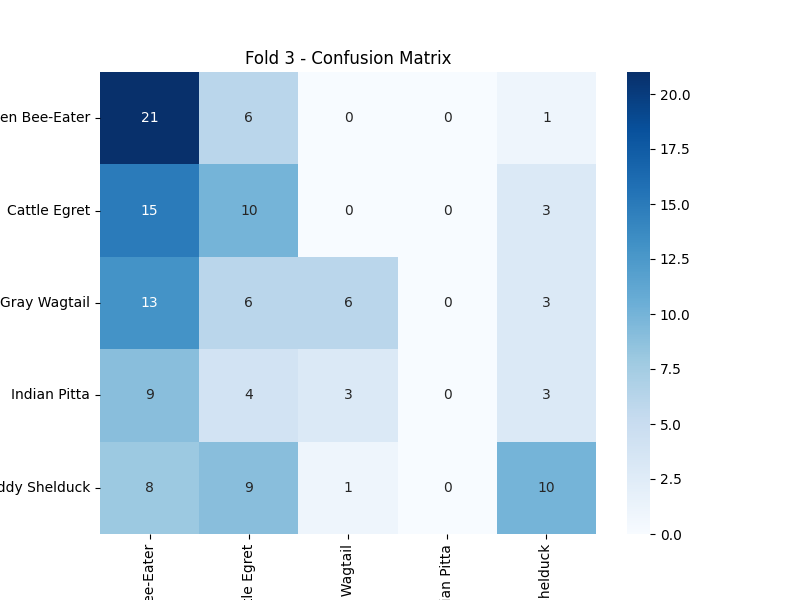 Fold 3 - Confusion Matrix
en Bee-Eater 21 6 0 0 1
Cattle Egret 15 10 0 0 3
Gray Wagtail 13 6 6 0 3
Indian Pitta 9 4 3 0 3
ddy Shelduck 8 9 1 0 10
ee-Eater
tle Egret
Wagtail
ian Pitta
helduck
20.0
17.5
15.0
12.5
10.0
7.5
5.0
2.5
0.0